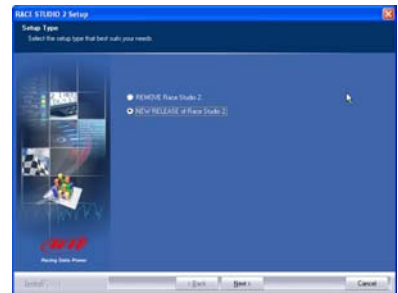 RACE STUDIO 2 Setup
Setup Type
Select the setup type that best suits your needs.
REMOVE Race Studio 2
NEW RELEASE of Race Studio 2
Racing Data Power
< Back
Next >
Cancel